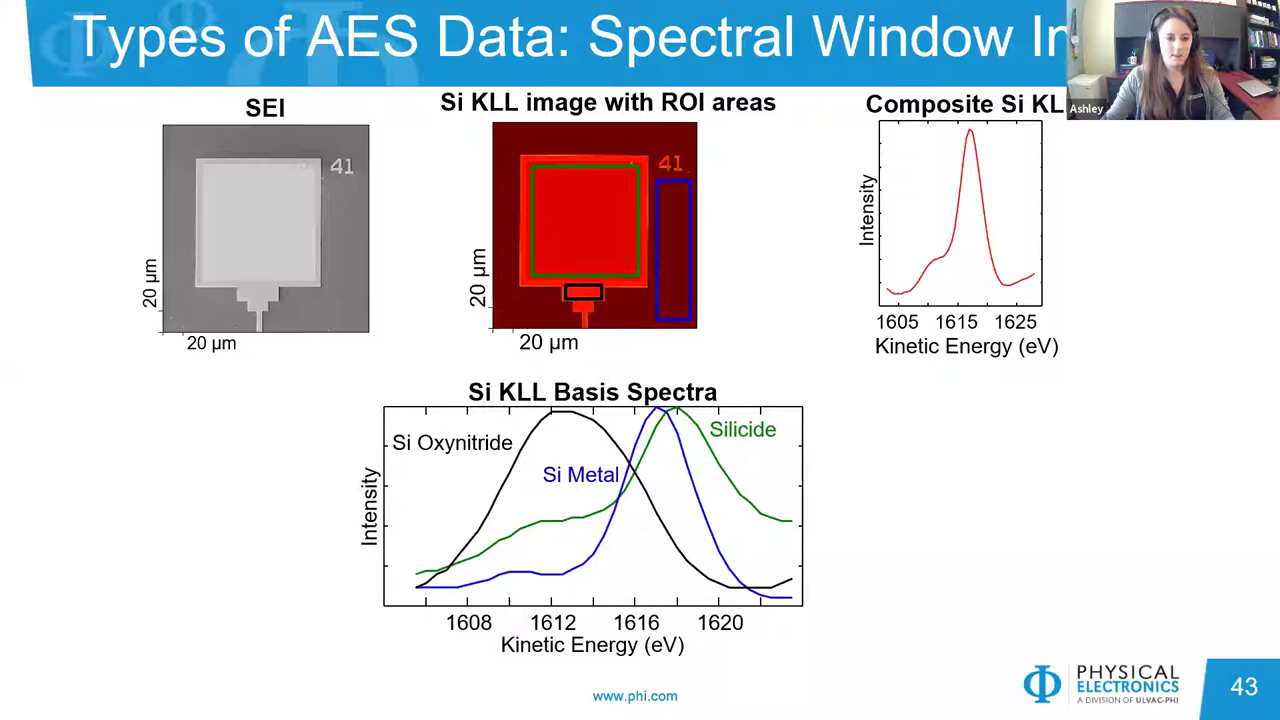 Types of AES Data: Spectral Window
SEI
Si KLL image with ROI areas
Composite Si
Ashley
41
41
20 µm
20 µm
20 µm
20 µm
Intensity
1605 1615 1625
Kinetic Energy (eV)
Si KLL Basis Spectra
Si Oxynitride
Si Metal
Silicide
Intensity
1608 1612 1616 1620
Kinetic Energy (eV)
www.phi.com
PHYSICAL
ELECTRONICS
A DIVISION OF ULVAC-PHI
43